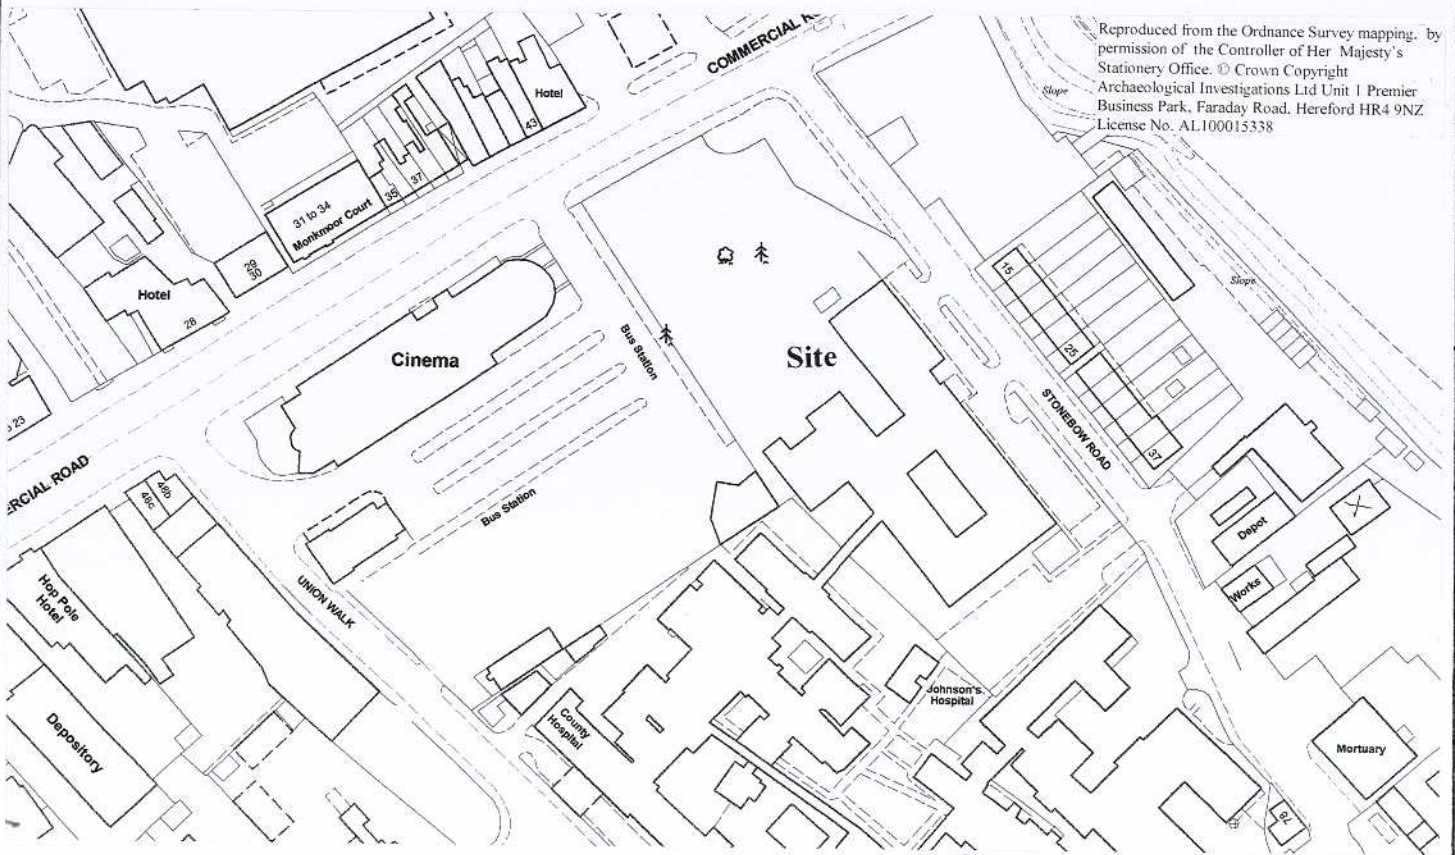 Reproduced from the Ordnance Survey mapping, by
permission of the Controller of Her Majesty's
Stationery Office. © Crown Copyright
Archaeological Investigations Ltd Unit 1 Premier
Business Park, Faraday Road, Hereford HR4 9NZ
License No. AL100015338
COMMERCIAL
Slope
Hotel
43
37
35
31 to 34
Monkmoor Court
29
30
Hotel
28
23
Cinema
Bus Station
Site
15
25
37
STONEBOW ROAD
Slope
ERCIAL ROAD
48b
48c
Bus Station
UNION WALK
Hop Pole
Hotel
Depository
County
Hospital
Johnson's
Hospital
Depot
Works
Mortuary
78